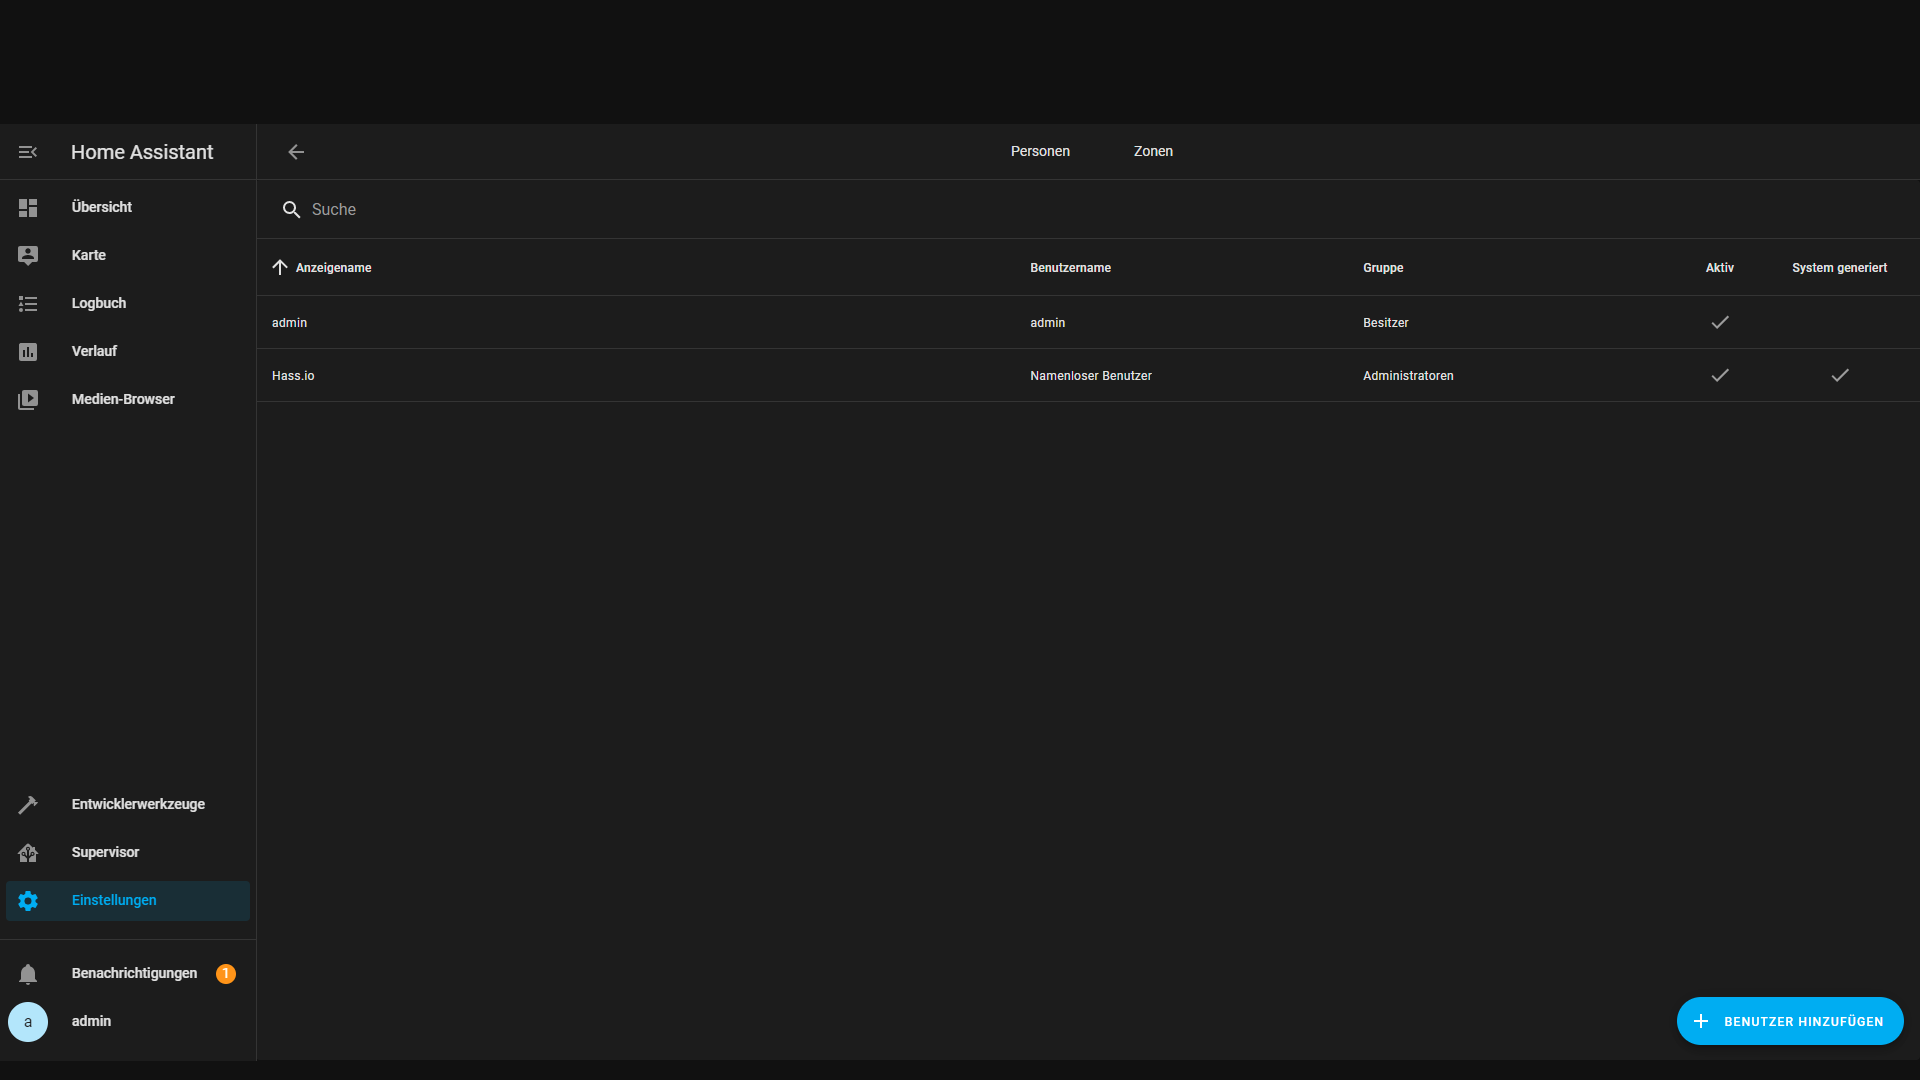 Home Assistant
Personen Zonen
Übersicht
Karte
Logbuch
Verlauf
Medien-Browser
Suche
Anzeigename Benutzername Gruppe Aktiv System generiert
admin admin Besitzer
Hass.io Namenloser Benutzer Administratoren
Entwicklerwerkzeuge
Supervisor
Einstellungen
Benachrichtigungen 1
a admin
BENUTZER HINZUFÜGEN